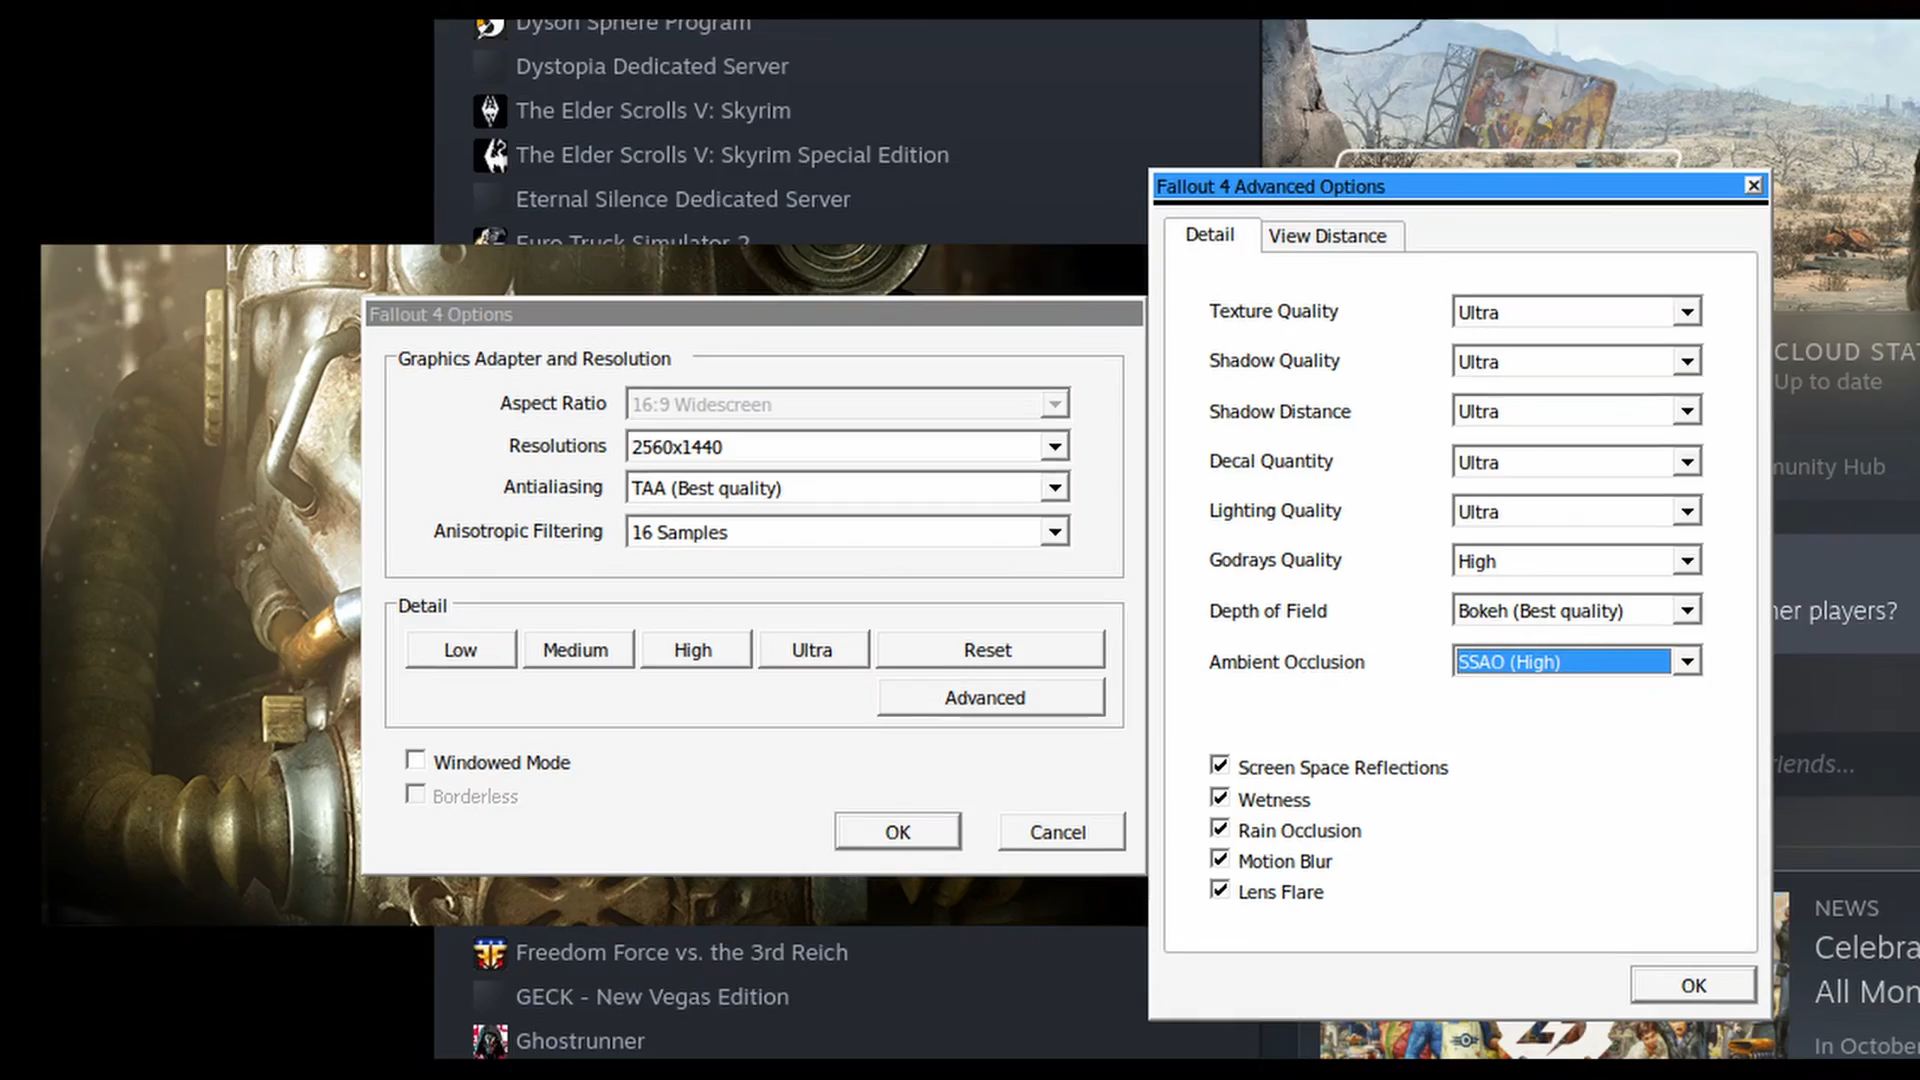 Dyson Sphere Program
Dystopia Dedicated Server
The Elder Scrolls V: Skyrim
The Elder Scrolls V: Skyrim Special Edition
Eternal Silence Dedicated Server
Euro Truck Simulator 2
Fallout 4 Options
Graphics Adapter and Resolution
Aspect Ratio 16:9 Widescreen
Resolutions 2560x1440
Antialiasing TAA (Best quality)
Anisotropic Filtering 16 Samples
Detail
Low Medium High Ultra Reset
Advanced
Windowed Mode
Borderless
OK Cancel
Freedom Force vs. the 3rd Reich
GECK - New Vegas Edition
Ghostrunner
Fallout 4 Advanced Options
Detail View Distance
Texture Quality Ultra
Shadow Quality Ultra
Shadow Distance Ultra
Decal Quantity Ultra
Lighting Quality Ultra
Godrays Quality High
Depth of Field Bokeh (Best quality)
Ambient Occlusion SSAO (High)
Screen Space Reflections
Wetness
Rain Occlusion
Motion Blur
Lens Flare
OK
CLOUD STAT
Up to date
munity Hub
her players?
riends...
NEWS
Celebra
All Mon
In October